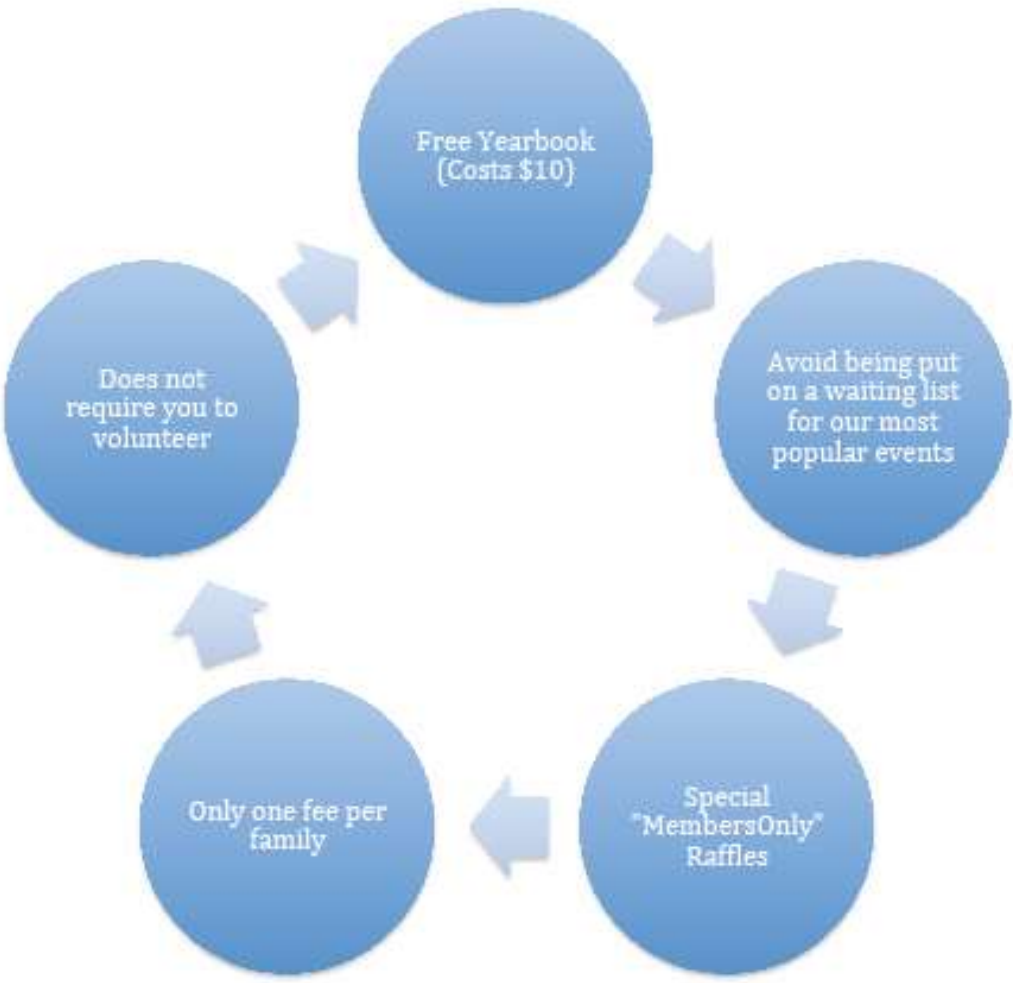 Free Yearbook
(Costs $10)
Avoid being put
on a waiting list
for our most
popular events
Special
"MembersOnly"
Raffles
Only one fee per
family
Does not
require you to
volunteer